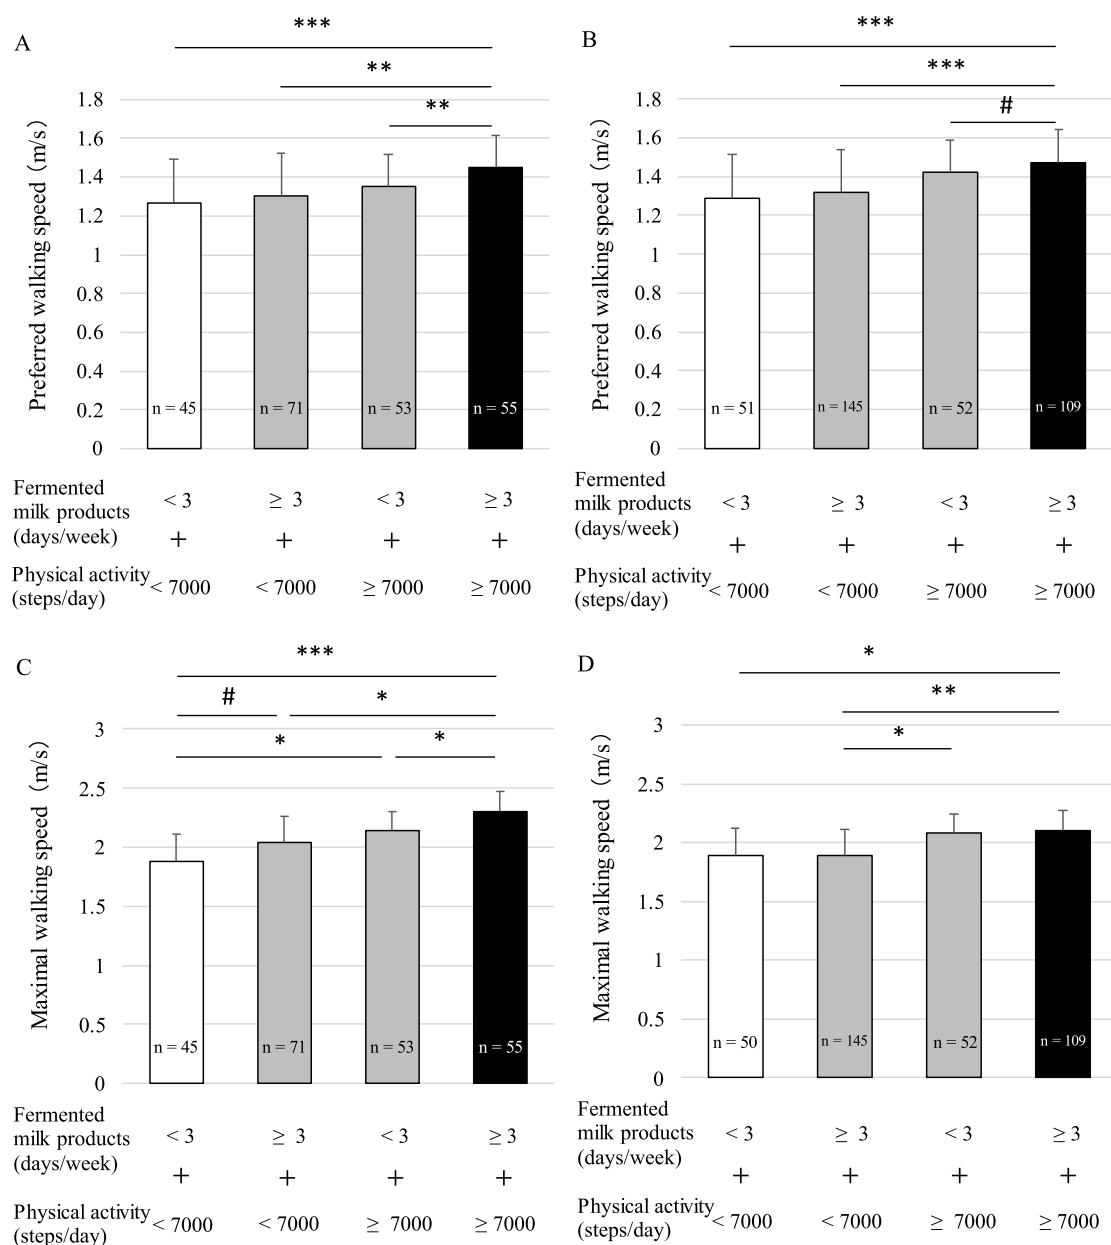 A
***
**
**
Preferred walking speed (m/s)
1.8
1.6
1.4
1.2
1
0.8
0.6
0.4
0.2
0
n = 45
n = 71
n = 53
n = 55
Fermented
milk products
(days/week)
< 3
≥ 3
< 3
≥ 3
+
+
+
+
Physical activity
(steps/day)
< 7000
< 7000
≥ 7000
≥ 7000
B
***
***
#
Preferred walking speed (m/s)
1.8
1.6
1.4
1.2
1
0.8
0.6
0.4
0.2
0
n = 51
n = 145
n = 52
n = 109
Fermented
milk products
(days/week)
< 3
≥ 3
< 3
≥ 3
+
+
+
+
Physical activity
(steps/day)
< 7000
< 7000
≥ 7000
≥ 7000
C
***
#
*
*
*
Maximal walking speed (m/s)
3
2.5
2
1.5
1
0.5
0
n = 45
n = 71
n = 53
n = 55
Fermented
milk products
(days/week)
< 3
≥ 3
< 3
≥ 3
+
+
+
+
Physical activity
(steps/day)
< 7000
< 7000
≥ 7000
≥ 7000
D
*
**
*
Maximal walking speed (m/s)
3
2.5
2
1.5
1
0.5
0
n = 50
n = 145
n = 52
n = 109
Fermented
milk products
(days/week)
< 3
≥ 3
< 3
≥ 3
+
+
+
+
Physical activity
(steps/day)
< 7000
< 7000
≥ 7000
≥ 7000